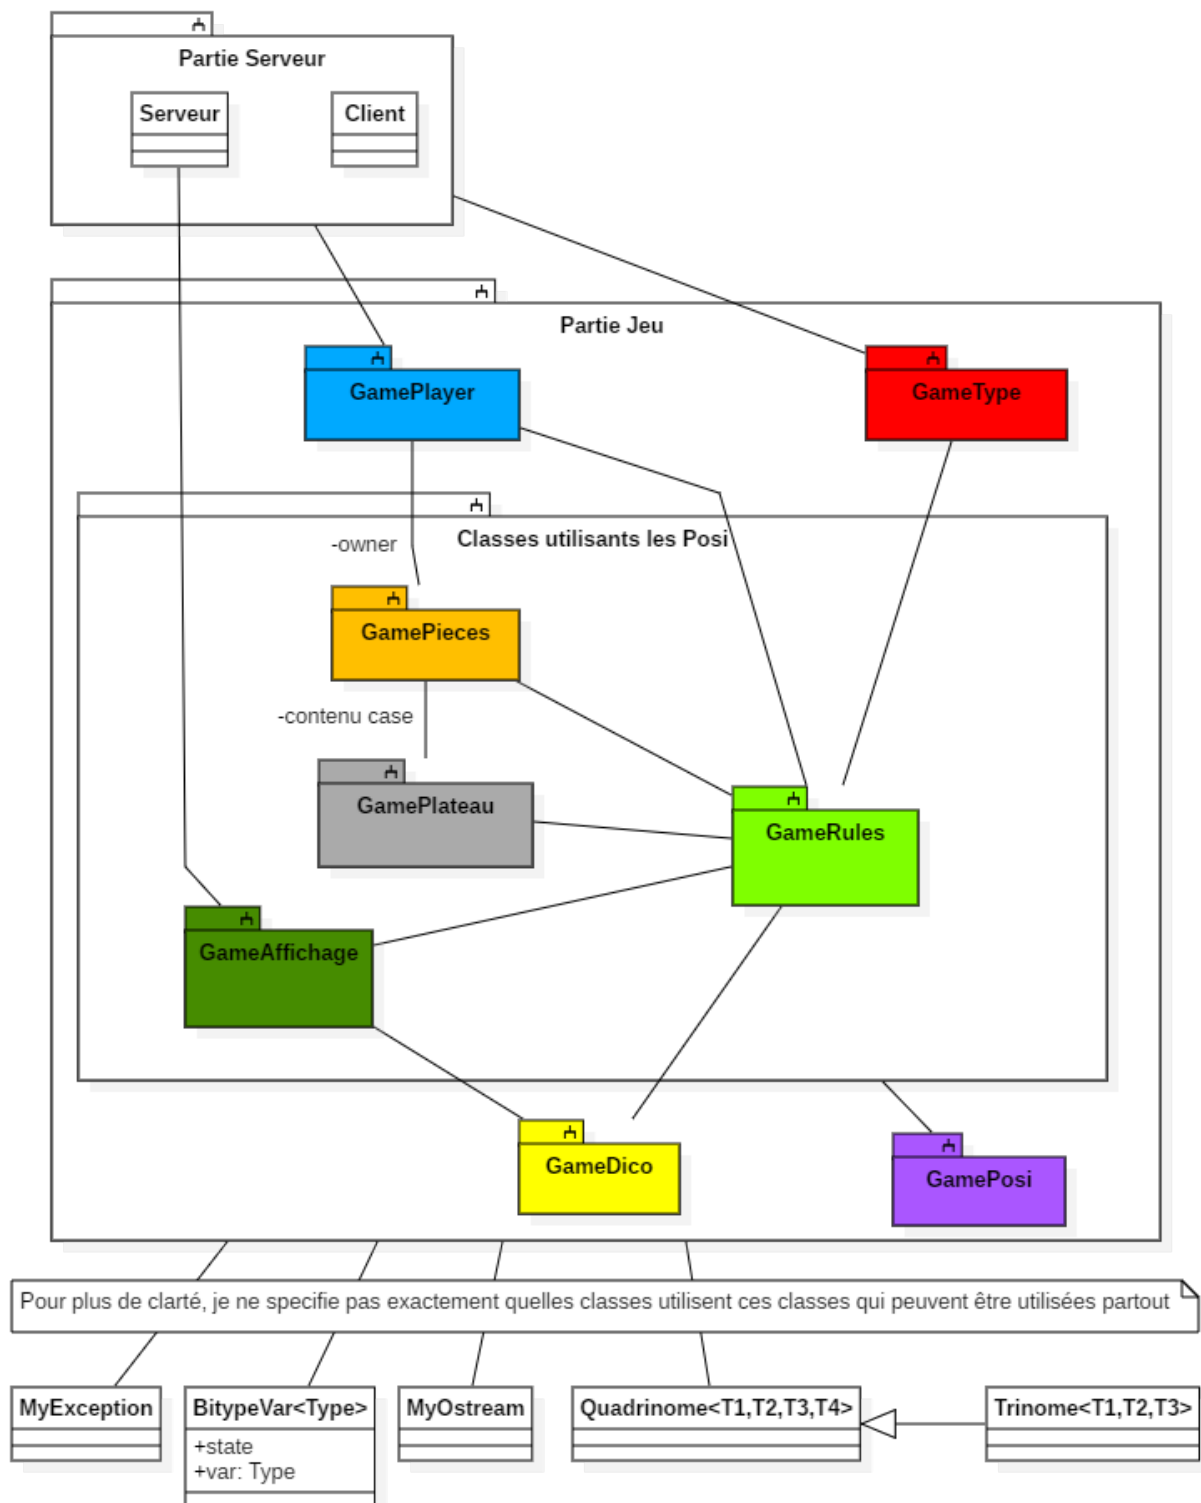 Partie Serveur
Serveur
Client
Partie Jeu
GamePlayer
GameType
-owner
Classes utilisants les Posi
GamePieces
-contenu case
GamePlateau
GameRules
GameAffichage
GameDico
GamePosi
Pour plus de clarté, je ne specifie pas exactement quelles classes utilisent ces classes qui peuvent être utilisées partout
MyException
BitypeVar<Type>
+state
+var: Type
MyOstream
Quadrinome<T1,T2,T3,T4>
Trinome<T1,T2,T3>